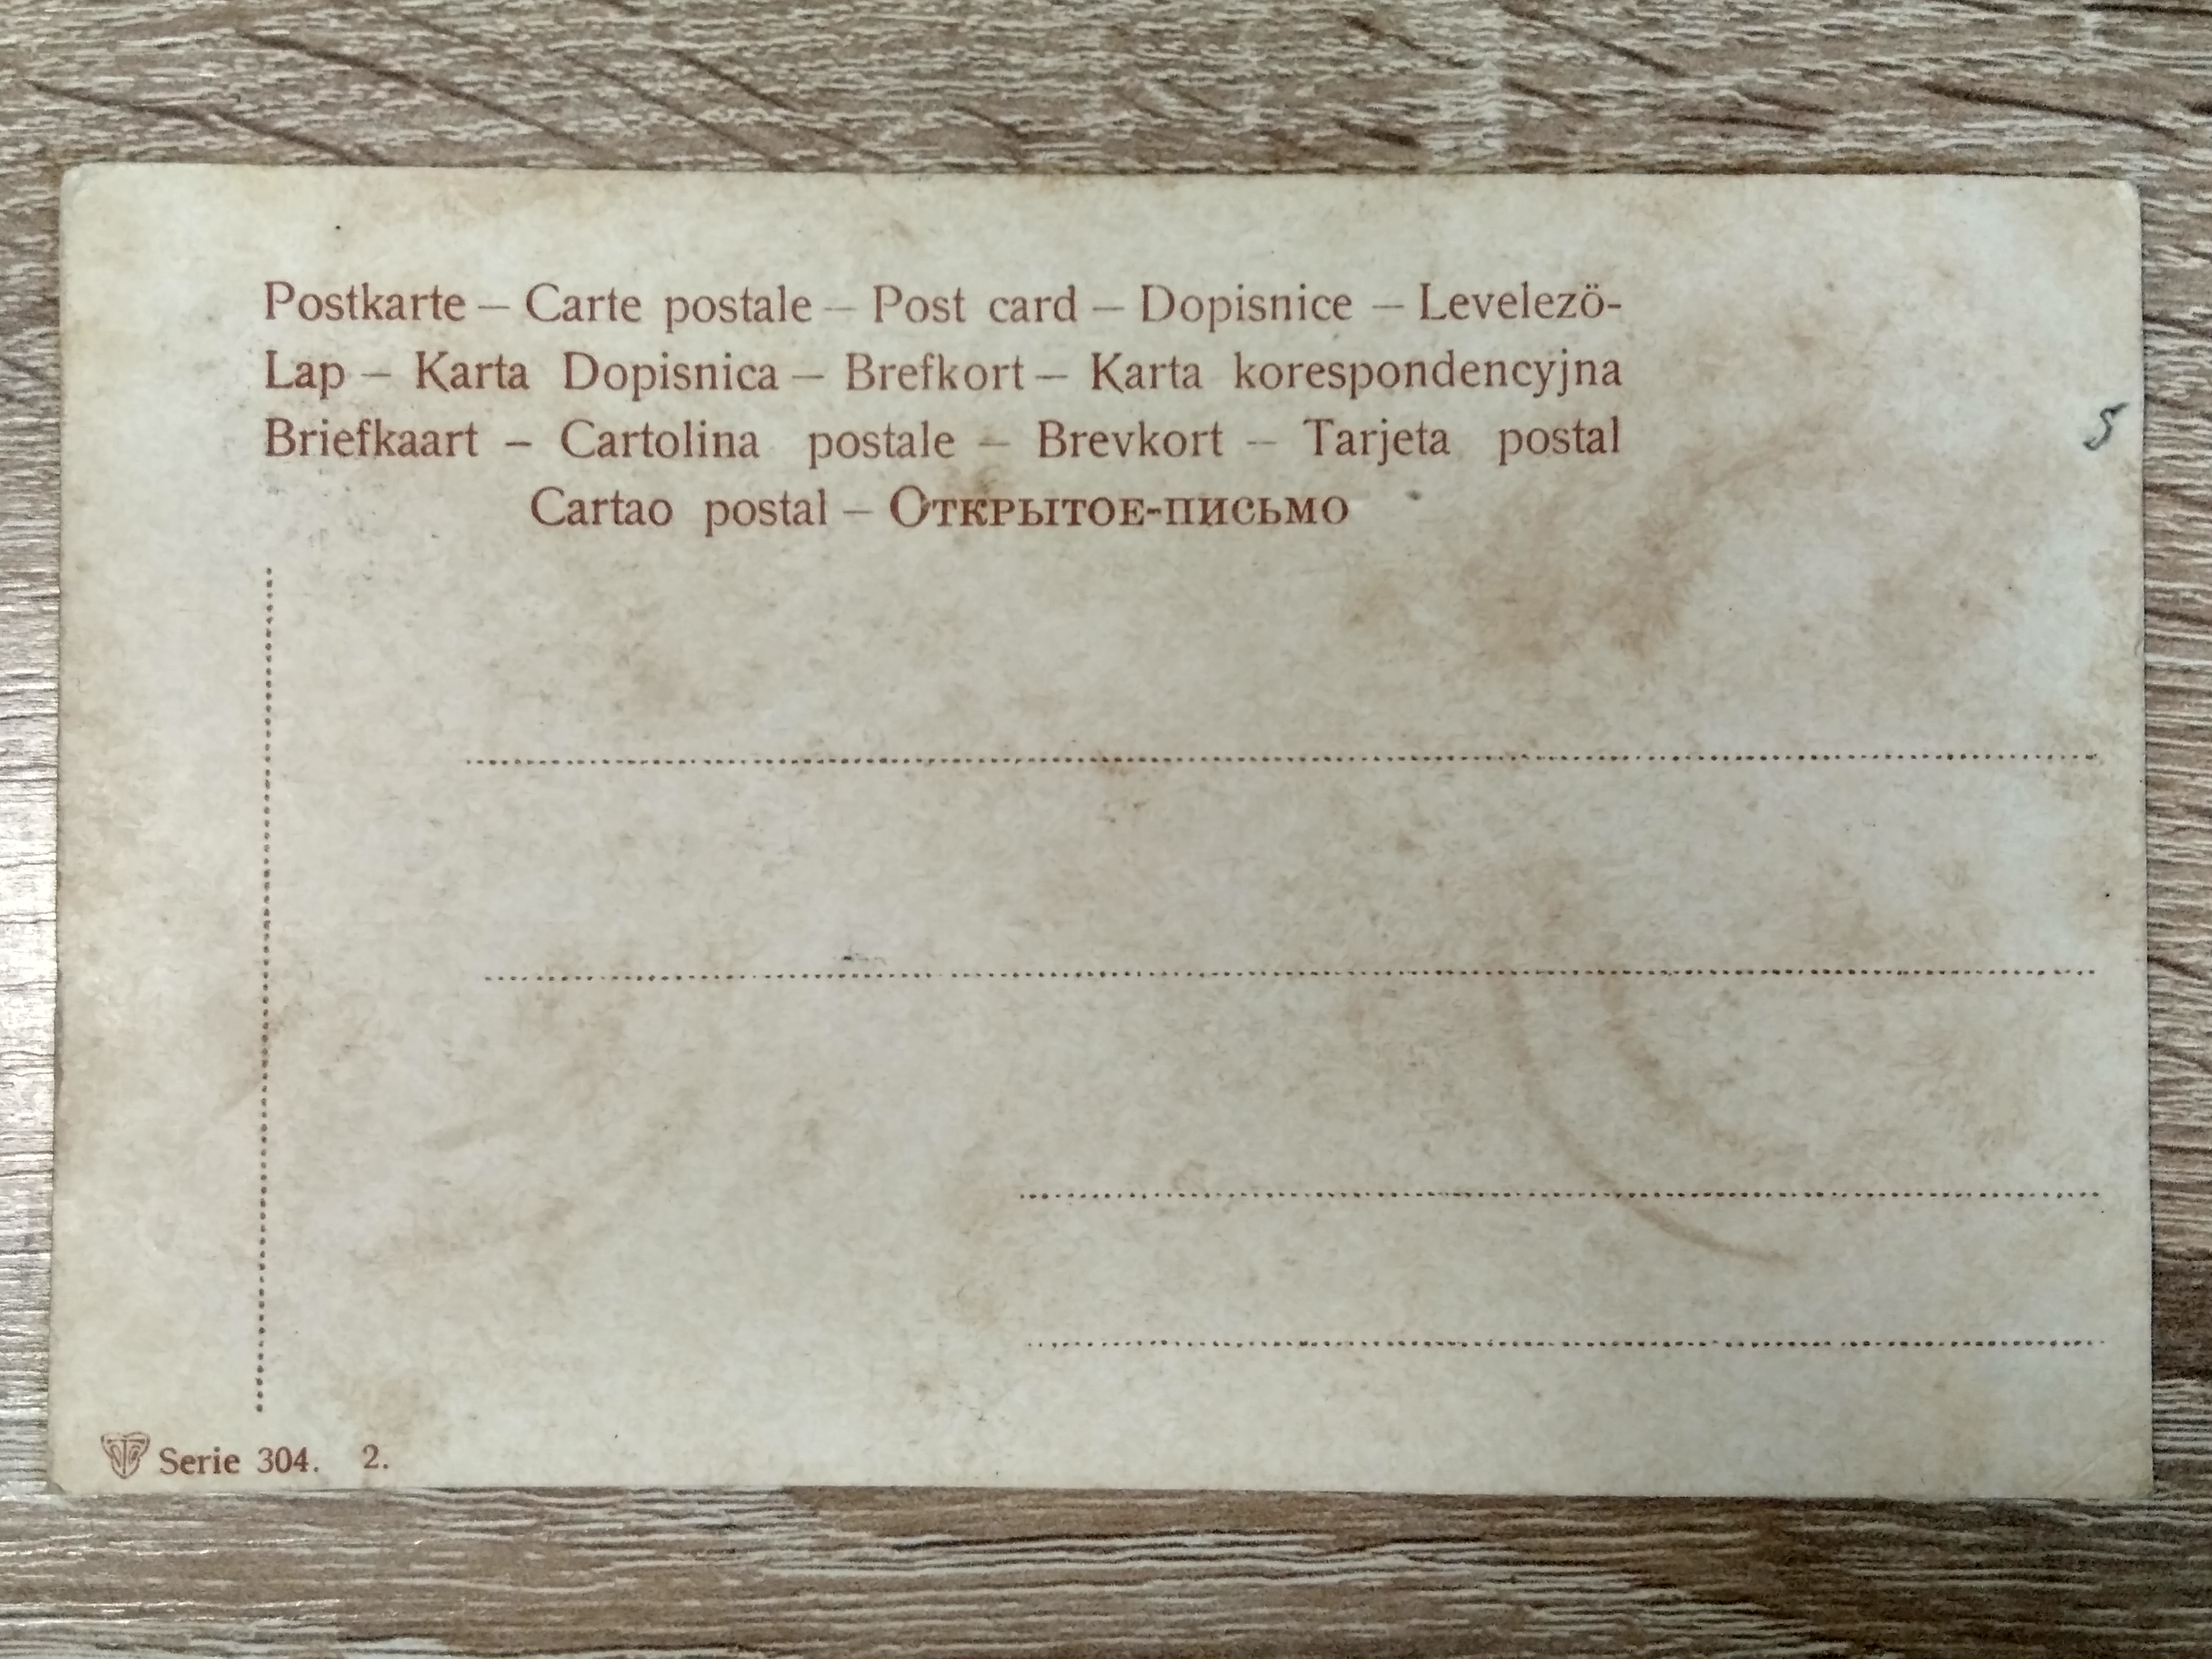 Postkarte – Carte postale – Post card – Dopisnice – Levelezö-
Lap – Karta Dopisnica – Brefkort – Karta korespondencyjna
Briefkaart – Cartolina postale – Brevkort – Tarjeta postal
Cartao postal – Открытое-письмо
5
Serie 304. 2.